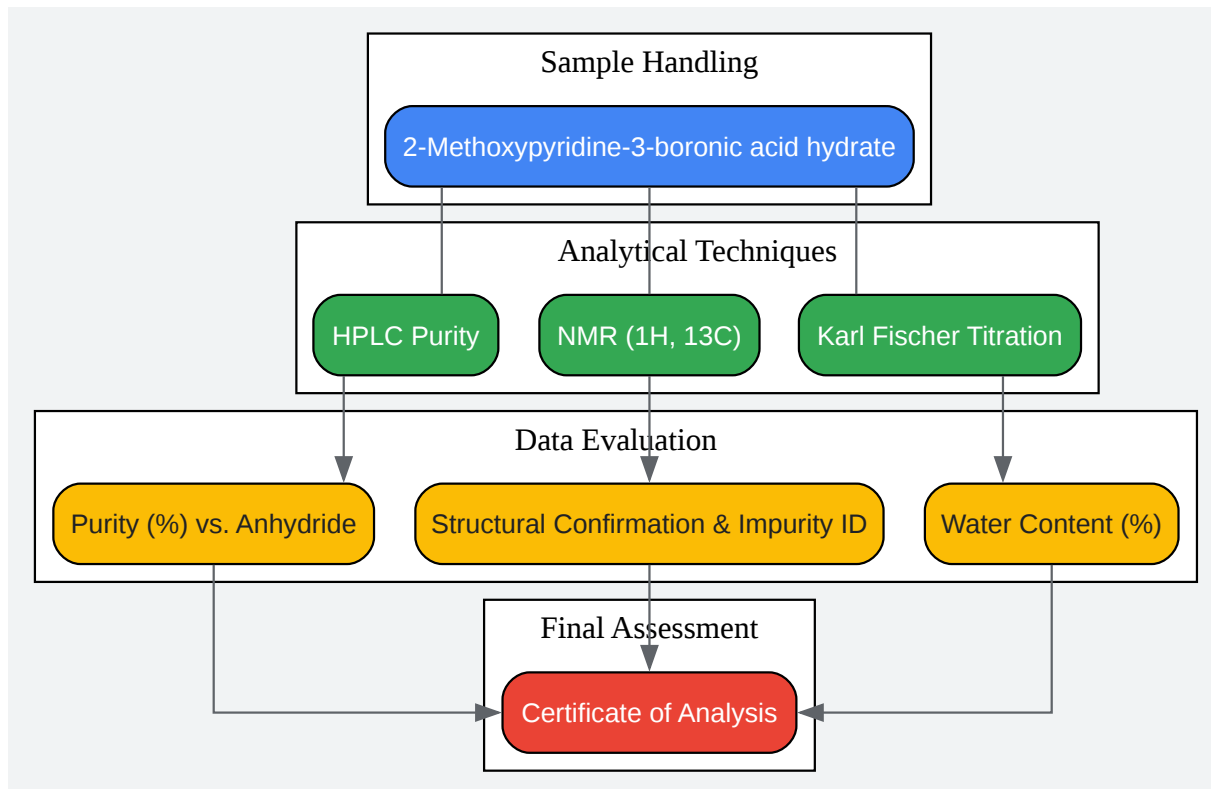 Sample Handling
2-Methoxypyridine-3-boronic acid hydrate
Analytical Techniques
HPLC Purity
NMR (1H, 13C)
Karl Fischer Titration
Data Evaluation
Purity (%) vs. Anhydride
Structural Confirmation & Impurity ID
Water Content (%)
Final Assessment
Certificate of Analysis